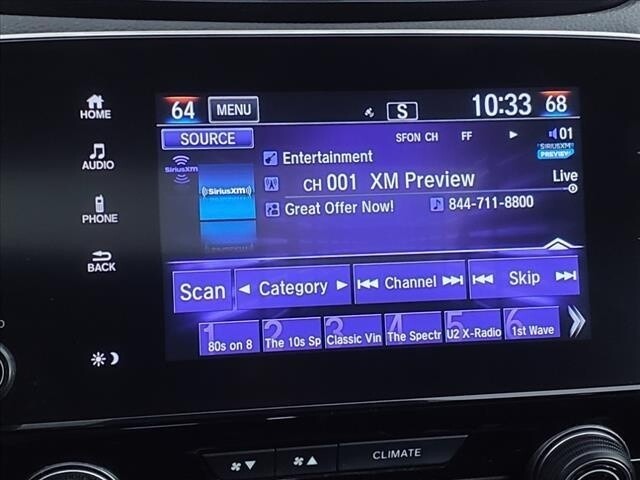 64 MENU S 10:33 68
HOME
SOURCE SFON CH FF 01
AUDIO
SiriusXM
((SiriusXM))
Entertainment
SIRIUSXM PREVIEW
CH 001 XM Preview Live
Great Offer Now! 844-711-8800
PHONE
BACK
Scan Category Channel Skip
1 80s on 8
2 The 10s Sp
3 Classic Vin
4 The Spectr
5 U2 X-Radio
6 1st Wave
CLIMATE